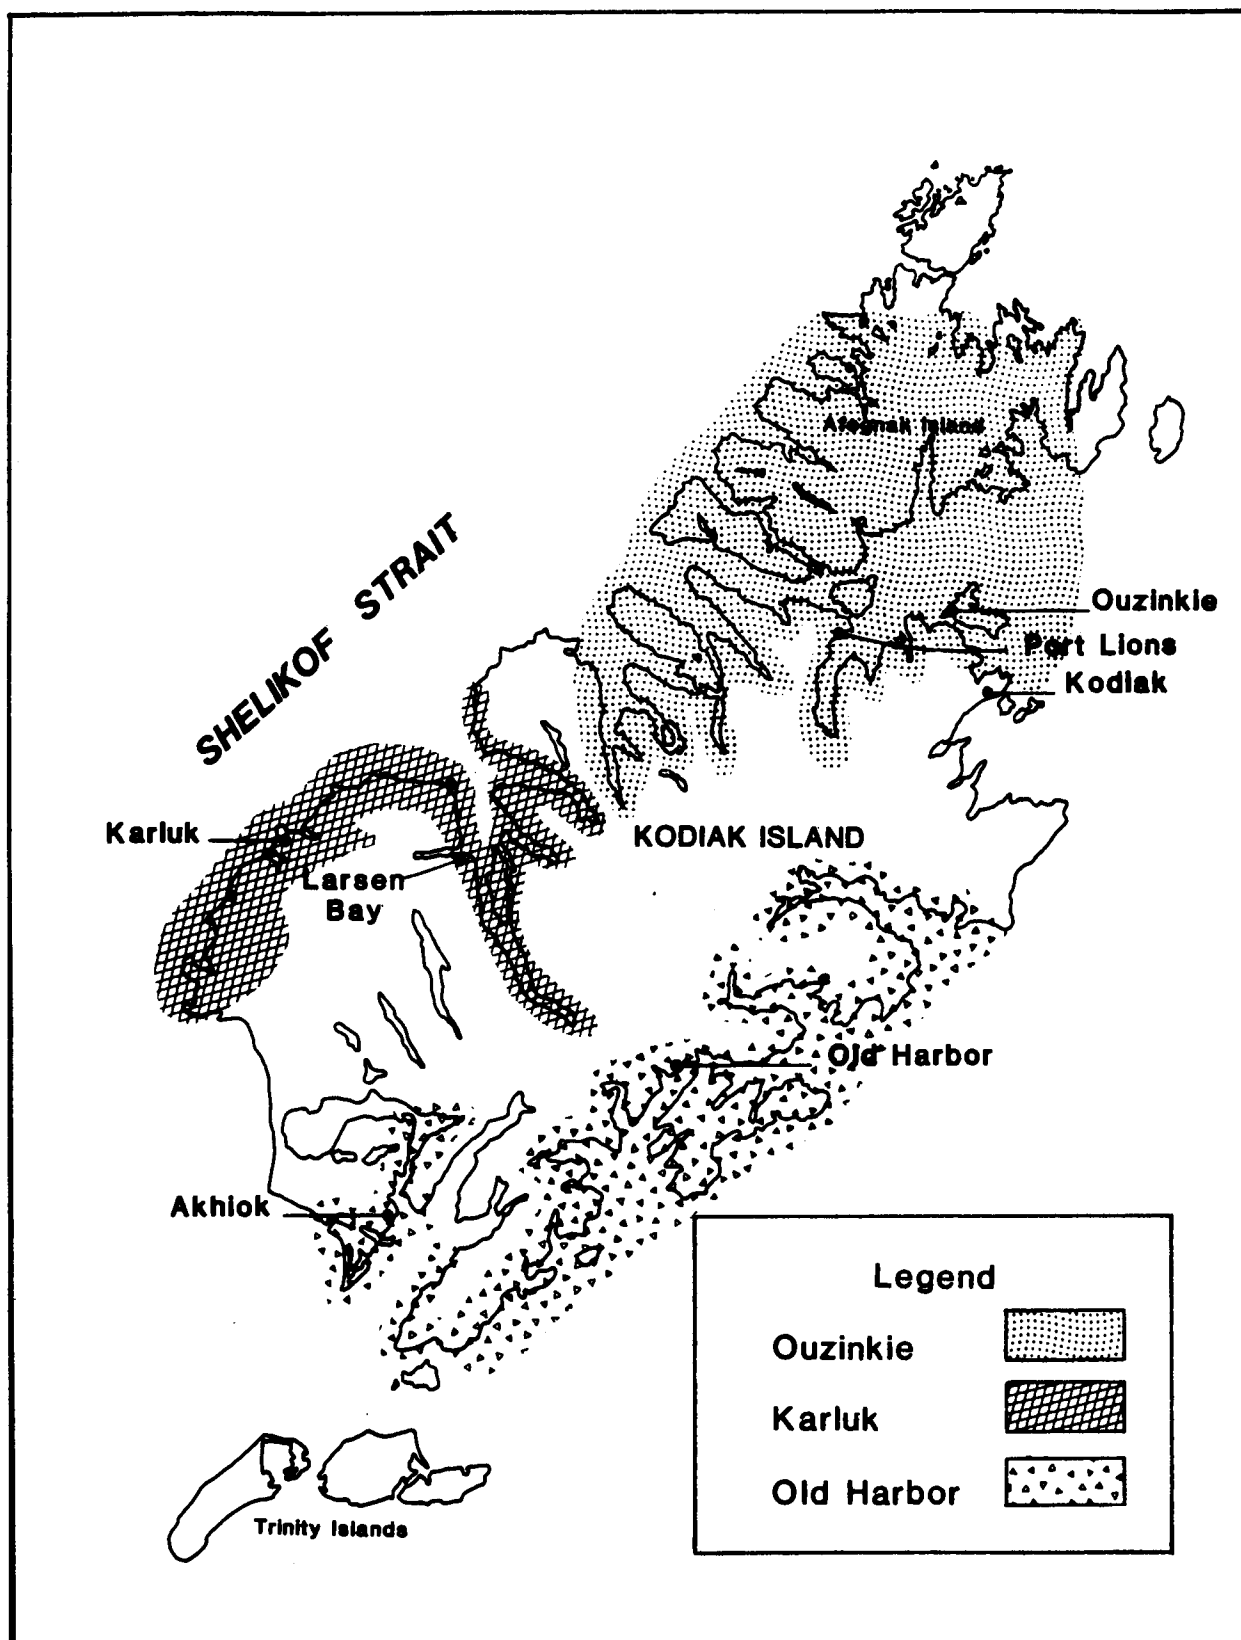 Afognak Island
SHELIKOF STRAIT
Ouzinkie
Port Lions
Kodiak
Karluk
KODIAK ISLAND
Larsen
Bay
Old Harbor
Akhiok
Legend
Ouzinkie
Karluk
Old Harbor
Trinity Islands